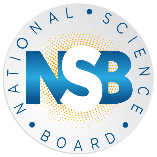 NATIONAL • SCIENCE
NSB
• BOARD •